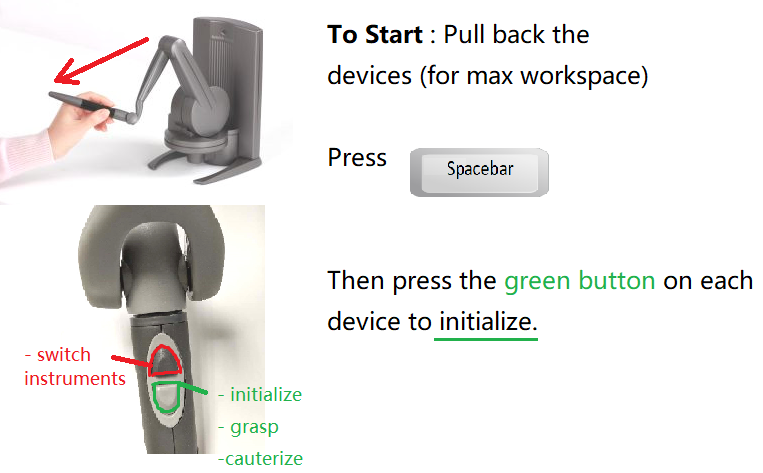 To Start : Pull back the
devices (for max workspace)
Press
Spacebar
Then press the green button on each
device to initialize.
- switch
instruments
- initialize
- grasp
-cauterize